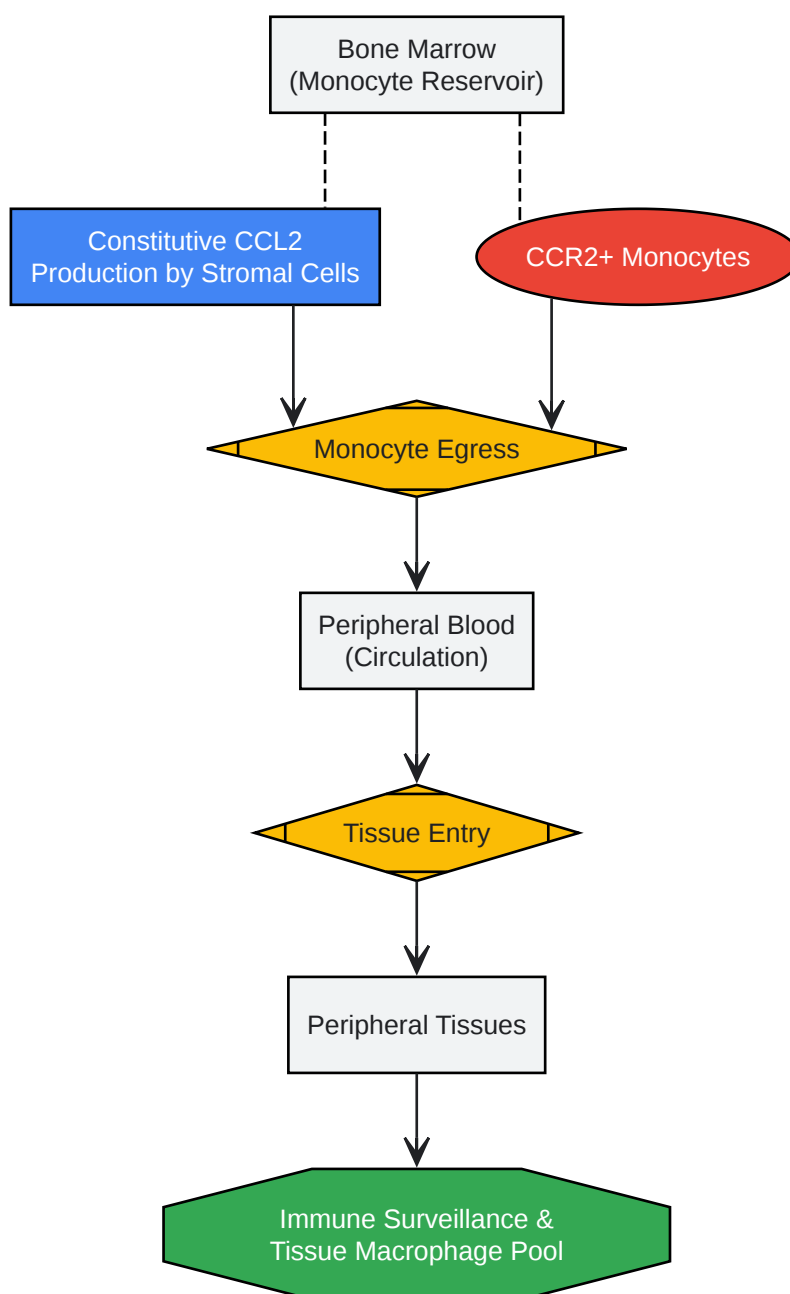 Bone Marrow
(Monocyte Reservoir)
Constitutive CCL2
Production by Stromal Cells
CCR2+ Monocytes
Monocyte Egress
Peripheral Blood
(Circulation)
Tissue Entry
Peripheral Tissues
Immune Surveillance &
Tissue Macrophage Pool